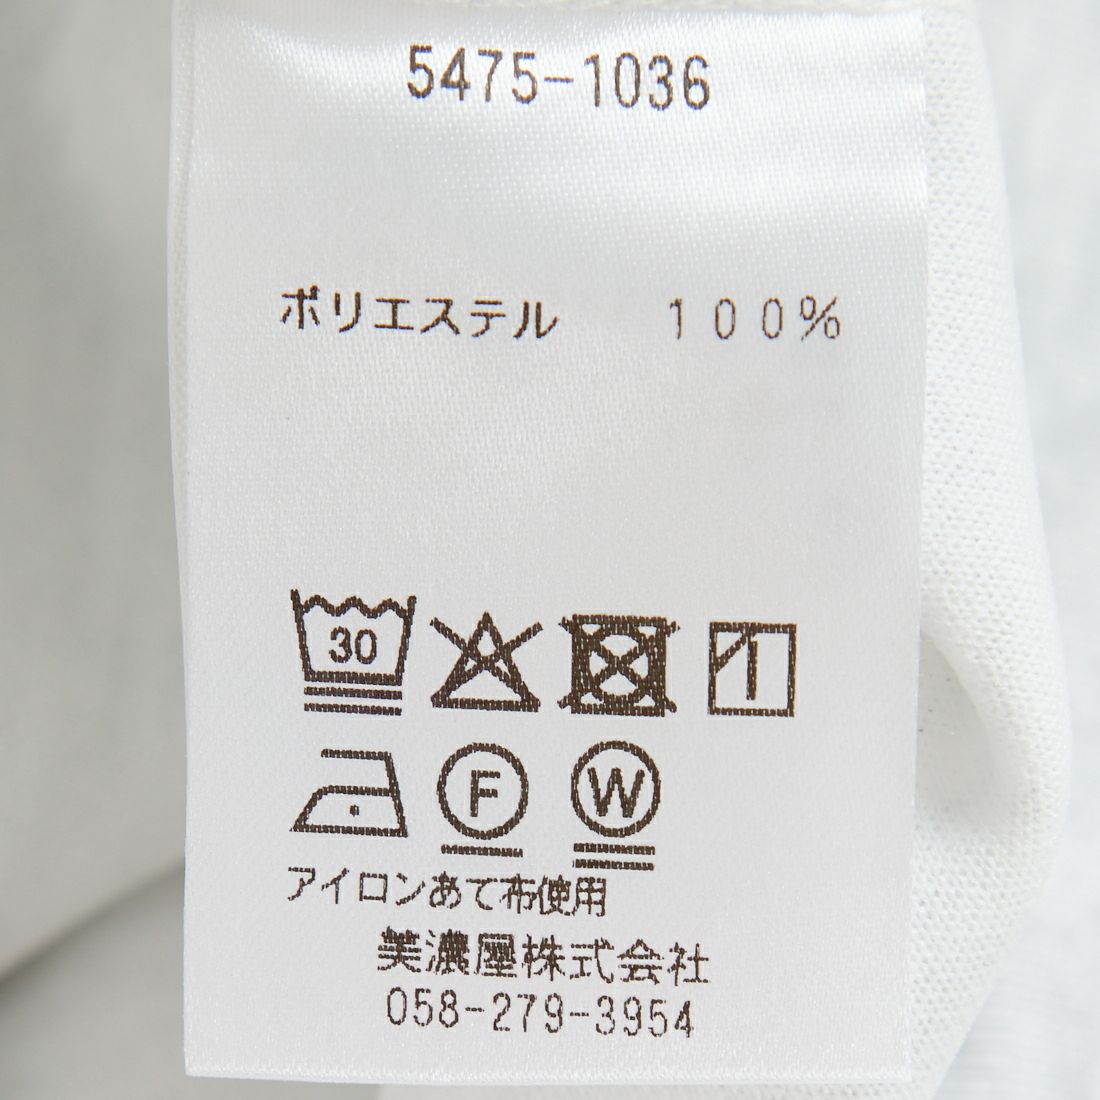 5475-1036
ポリエステル 100%
30
F W
アイロンあて布使用
美濃屋株式会社
058-279-3954